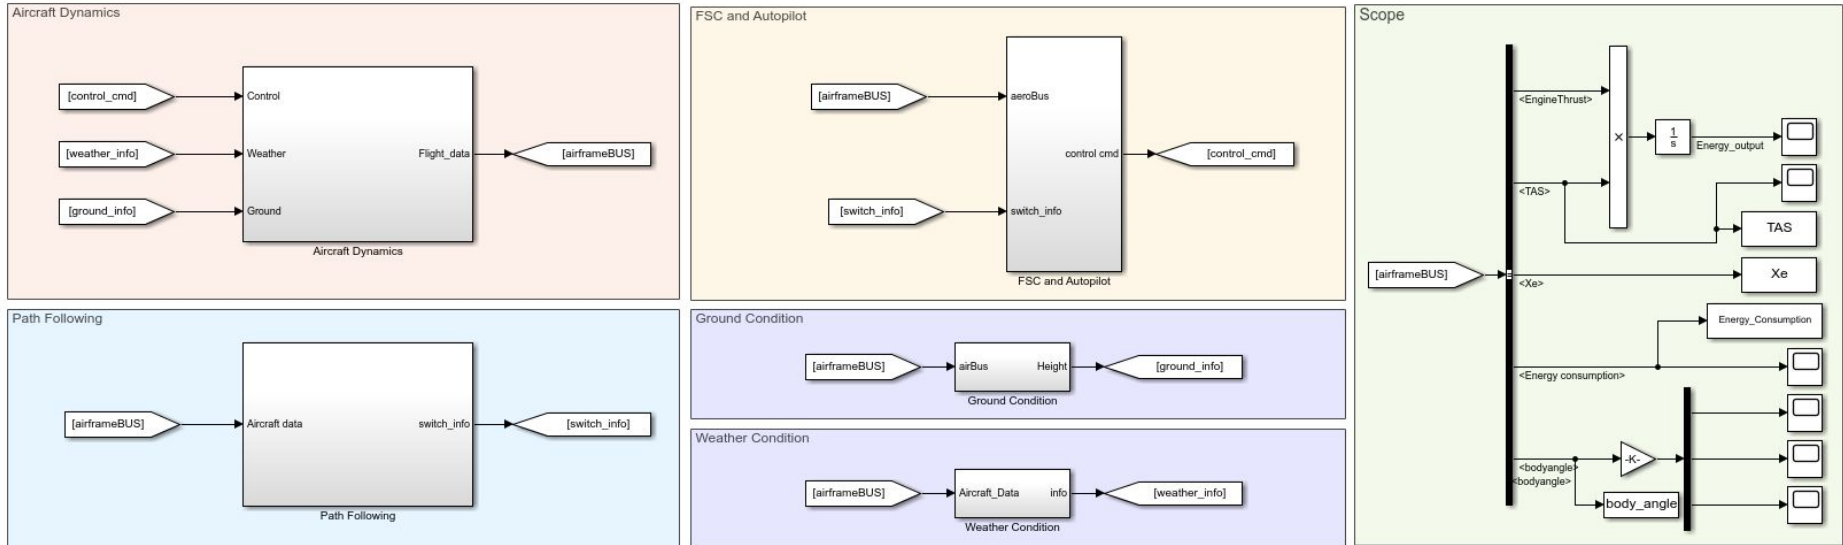 Aircraft Dynamics
[control_cmd]
Control
[weather_info]
Weather
Flight_data
[airframeBUS]
[ground_info]
Ground
Aircraft Dynamics
FSC and Autopilot
[airframeBUS]
aeroBus
control cmd
[control_cmd]
[switch_info]
switch_info
FSC and Autopilot
Path Following
[airframeBUS]
Aircraft data
switch_info
[switch_info]
Path Following
Ground Condition
[airframeBUS]
airBus
Height
[ground_info]
Ground Condition
Weather Condition
[airframeBUS]
Aircraft_Data
info
[weather_info]
Weather Condition
Scope
[airframeBUS]
<EngineThrust>
×
1
s
Energy_output
<TAS>
TAS
<Xe>
Xe
Energy_Consumption
<Energy consumption>
<bodyangle>
<bodyangle>
-K-
body_angle